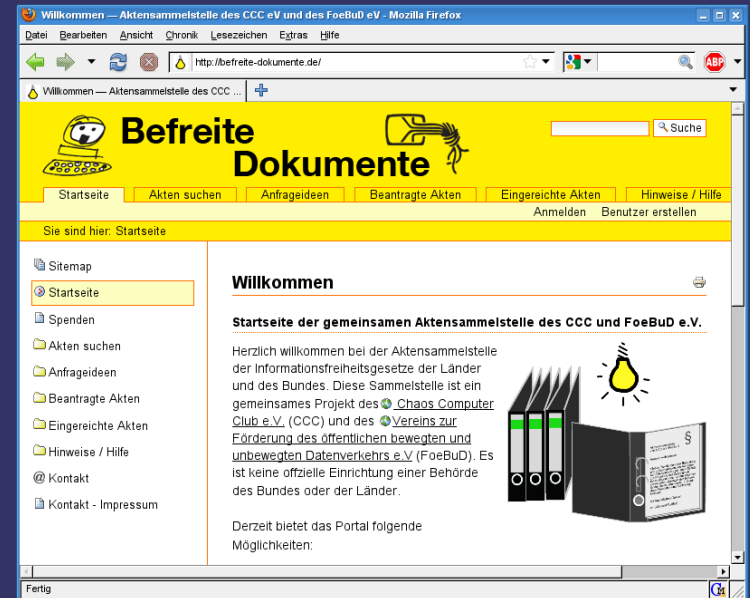 Willkommen — Aktensammelstelle des CCC eV und des FoeBuD eV - Mozilla Firefox
Datei Bearbeiten Ansicht Chronik Lesezeichen Extras Hilfe
http://befreite-dokumente.de/
ABP
Willkommen — Aktensammelstelle des CCC ...
Befreite
Dokumente
Suche
Startseite Akten suchen Anfrageideen Beantragte Akten Eingereichte Akten Hinweise / Hilfe
Anmelden Benutzer erstellen
Sie sind hier: Startseite
Sitemap
Startseite
Spenden
Akten suchen
Anfrageideen
Beantragte Akten
Eingereichte Akten
Hinweise / Hilfe
@ Kontakt
Kontakt - Impressum
Willkommen
Startseite der gemeinsamen Aktensammelstelle des CCC und FoeBuD e.V.
Herzlich willkommen bei der Aktensammelstelle
der Informationsfreiheitsgesetze der Länder
und des Bundes. Diese Sammelstelle ist ein
gemeinsames Projekt des Chaos Computer
Club e.V. (CCC) und des Vereins zur
Förderung des öffentlichen bewegten und
unbewegten Datenverkehrs e.V (FoeBuD). Es
ist keine offzielle Einrichtung einer Behörde
des Bundes oder der Länder.
§
Derzeit bietet das Portal folgende
Möglichkeiten:
Fertig